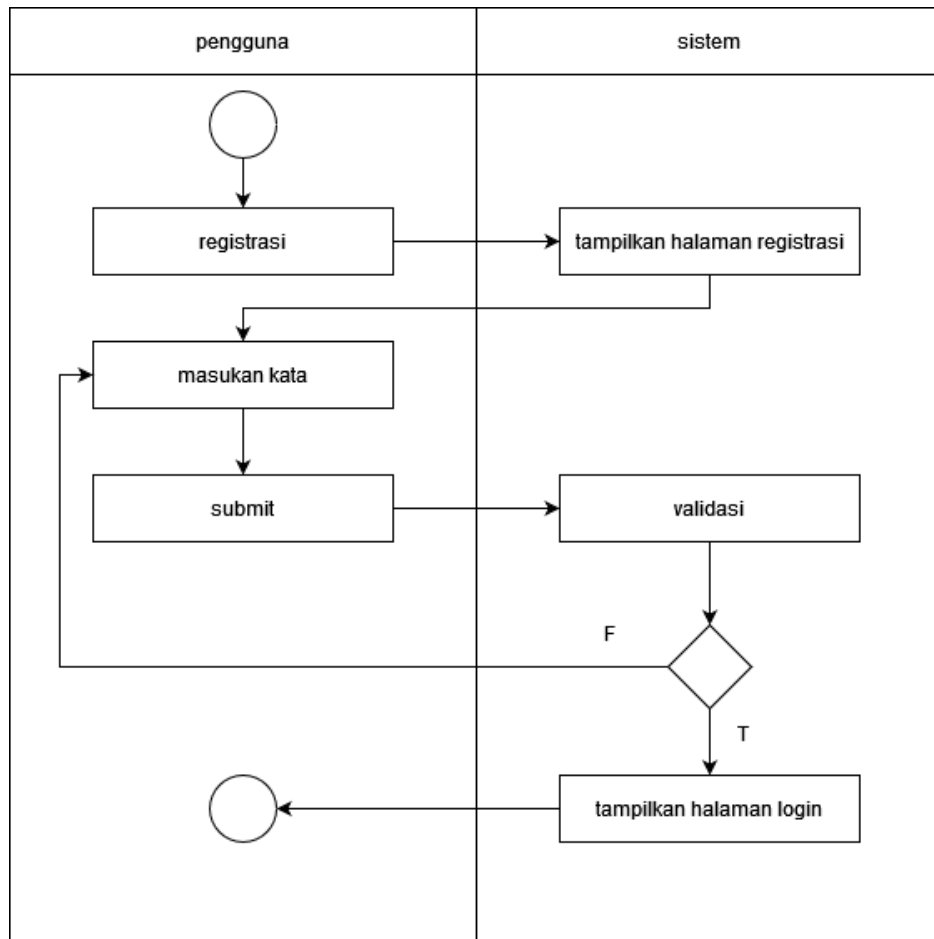 pengguna
sistem
registrasi
tampilkan halaman registrasi
masukan kata
submit
validasi
F
T
tampilkan halaman login